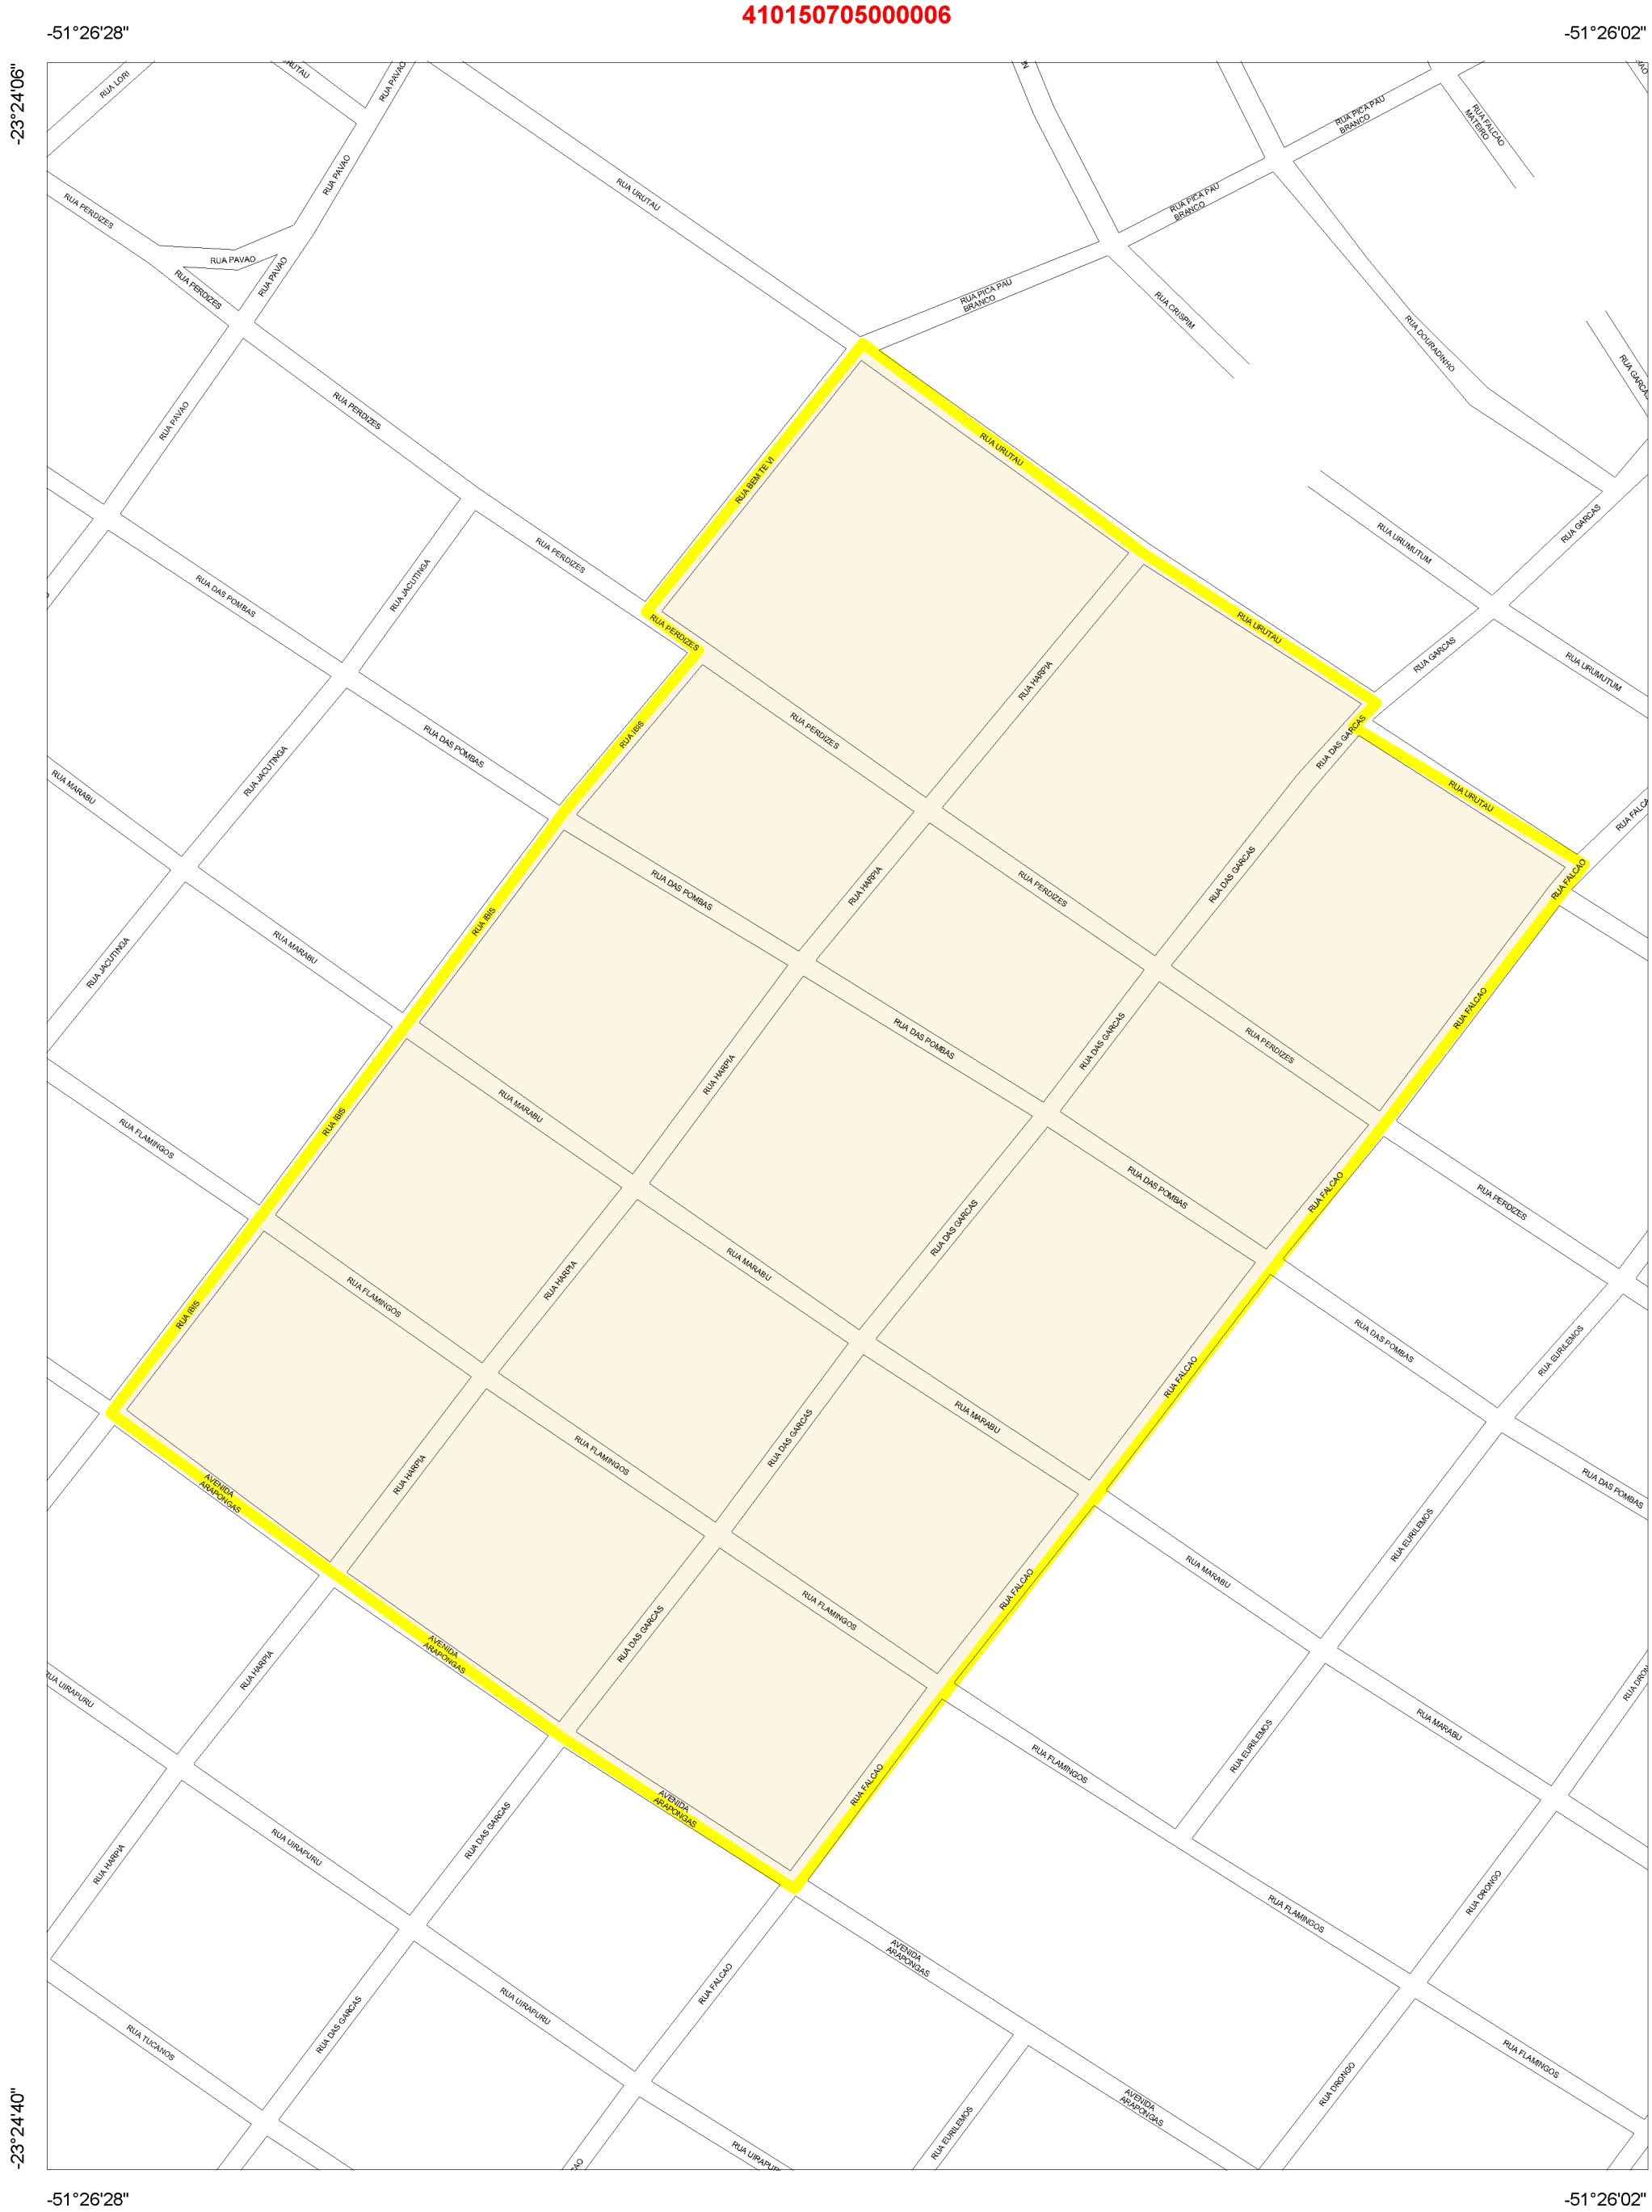 410150705000006
-51°26'28"
-51°26'02"
-23°24'06"
RUA LORI
RUA PAVAO
RUA PICA PAU
BRANCO
RUA FALCAO
MATEIRO
RUA PAVAO
RUA URUTAU
RUA PICA PAU
BRANCO
RUA PERDIZES
RUA PAVAO
RUA PAVAO
RUA PERDIZES
RUA PICA PAU
BRANCO
RUA CRISPIM
RUA DOURADINHO
RUA PERDIZES
RUA PAVAO
RUA URUTAU
RUA BEM TE VI
RUA GARCAS
RUA URUMUTUM
RUA PERDIZES
RUA JACUTINGA
RUA DAS POMBAS
RUA PERDIZES
RUA URUTAU
RUA GARCAS
RUA URUMUTUM
RUA HARPIA
RUA IBIS
RUA PERDIZES
RUA DAS GARCAS
RUA DAS POMBAS
RUA JACUTINGA
RUA MARABU
RUA URUTAU
RUA DAS POMBAS
RUA HARPIA
RUA PERDIZES
RUA DAS GARCAS
RUA FALCAO
RUA IBIS
RUA MARABU
RUA JACUTINGA
RUA FALCAO
RUA DAS POMBAS
RUA DAS GARCAS
RUA PERDIZES
RUA HARPIA
RUA MARABU
RUA IBIS
RUA FLAMINGOS
RUA DAS POMBAS
RUA FALCAO
RUA PERDIZES
RUA DAS GARCAS
RUA MARABU
RUA HARPIA
RUA FLAMINGOS
RUA IBIS
RUA DAS POMBAS
RUA EURILEMOS
RUA FALCAO
RUA MARABU
RUA DAS GARCAS
RUA FLAMINGOS
RUA HARPIA
AVENIDA
ARAPONGAS
RUA DAS POMBAS
RUA EURILEMOS
RUA MARABU
RUA FALCAO
RUA FLAMINGOS
RUA DAS GARCAS
AVENIDA
ARAPONGAS
RUA HARPIA
RUA UIRAPURU
RUA MARABU
RUA EURILEMOS
RUA FLAMINGOS
RUA FALCAO
AVENIDA
ARAPONGAS
RUA DAS GARCAS
RUA UIRAPURU
RUA HARPIA
RUA DRONGO
RUA FLAMINGOS
AVENIDA
ARAPONGAS
RUA FALCAO
RUA UIRAPURU
RUA DAS GARCAS
RUA TUCANOS
RUA FLAMINGOS
RUA DRONGO
AVENIDA
ARAPONGAS
RUA EURILEMOS
-23°24'40"
-51°26'28"
-51°26'02"